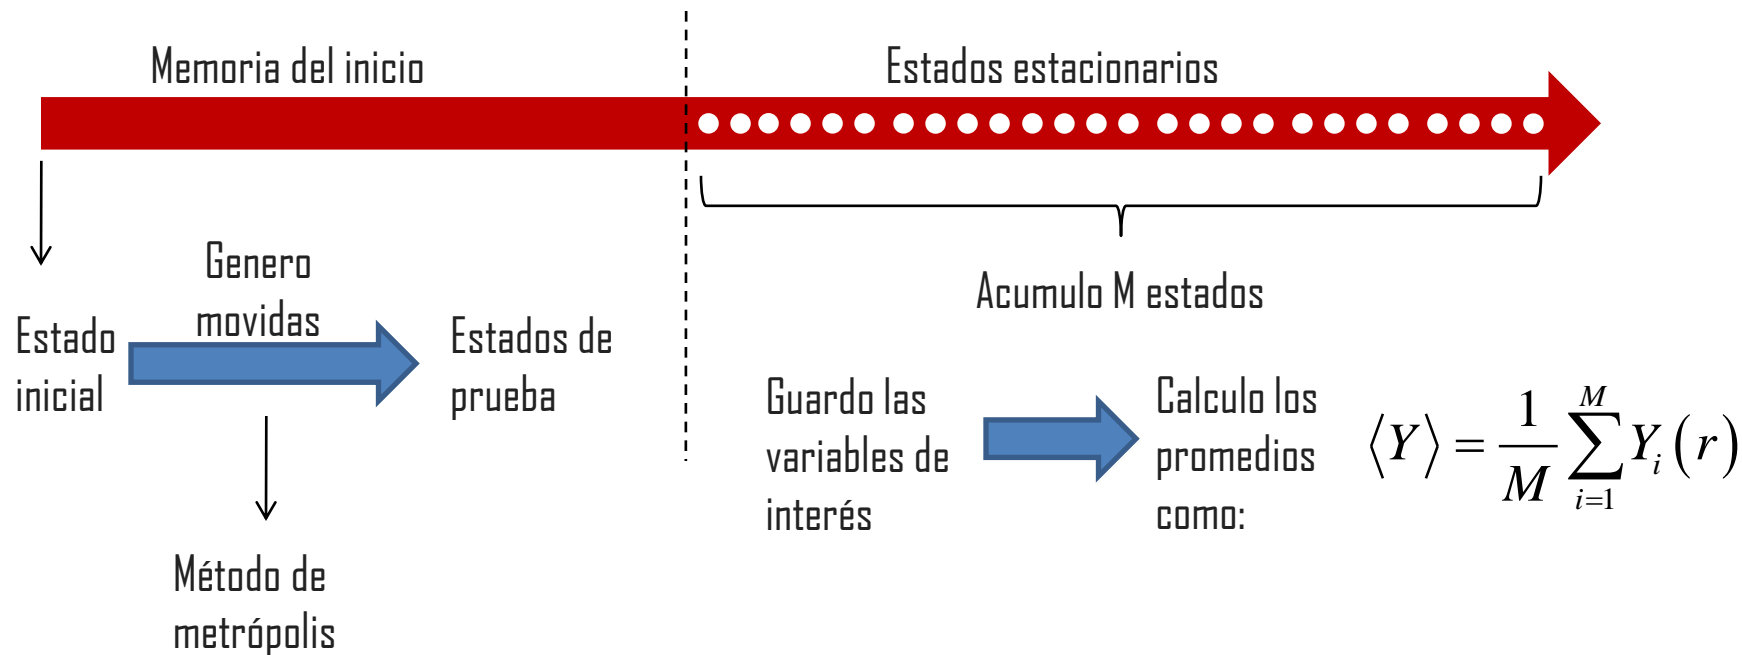 Memoria del inicio
Estados estacionarios
Genero
movidas
Estado
inicial
Estados de
prueba
Método de
metrópolis
Acumulo M estados
Guardo las
variables de
interés
Calculo los
promedios
como:
⟨Y⟩ = 1/M ∑_{i=1}^{M} Y_i (r)